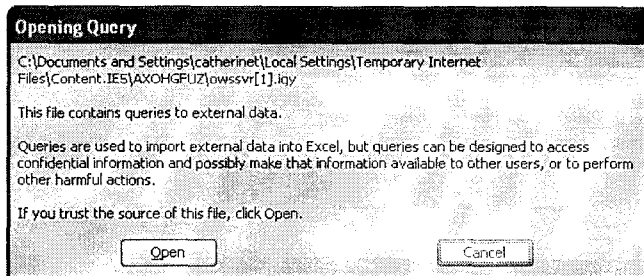 Opening Query
C:\Documents and Settings\catherinet\Local Settings\Temporary Internet
Files\Content.IE5\AXOHGFUZ\owssvr[1].iqy
This file contains queries to external data.
Queries are used to import external data into Excel, but queries can be designed to access
confidential information and possibly make that information available to other users, or to perform
other harmful actions.
If you trust the source of this file, click Open.
Open
Cancel